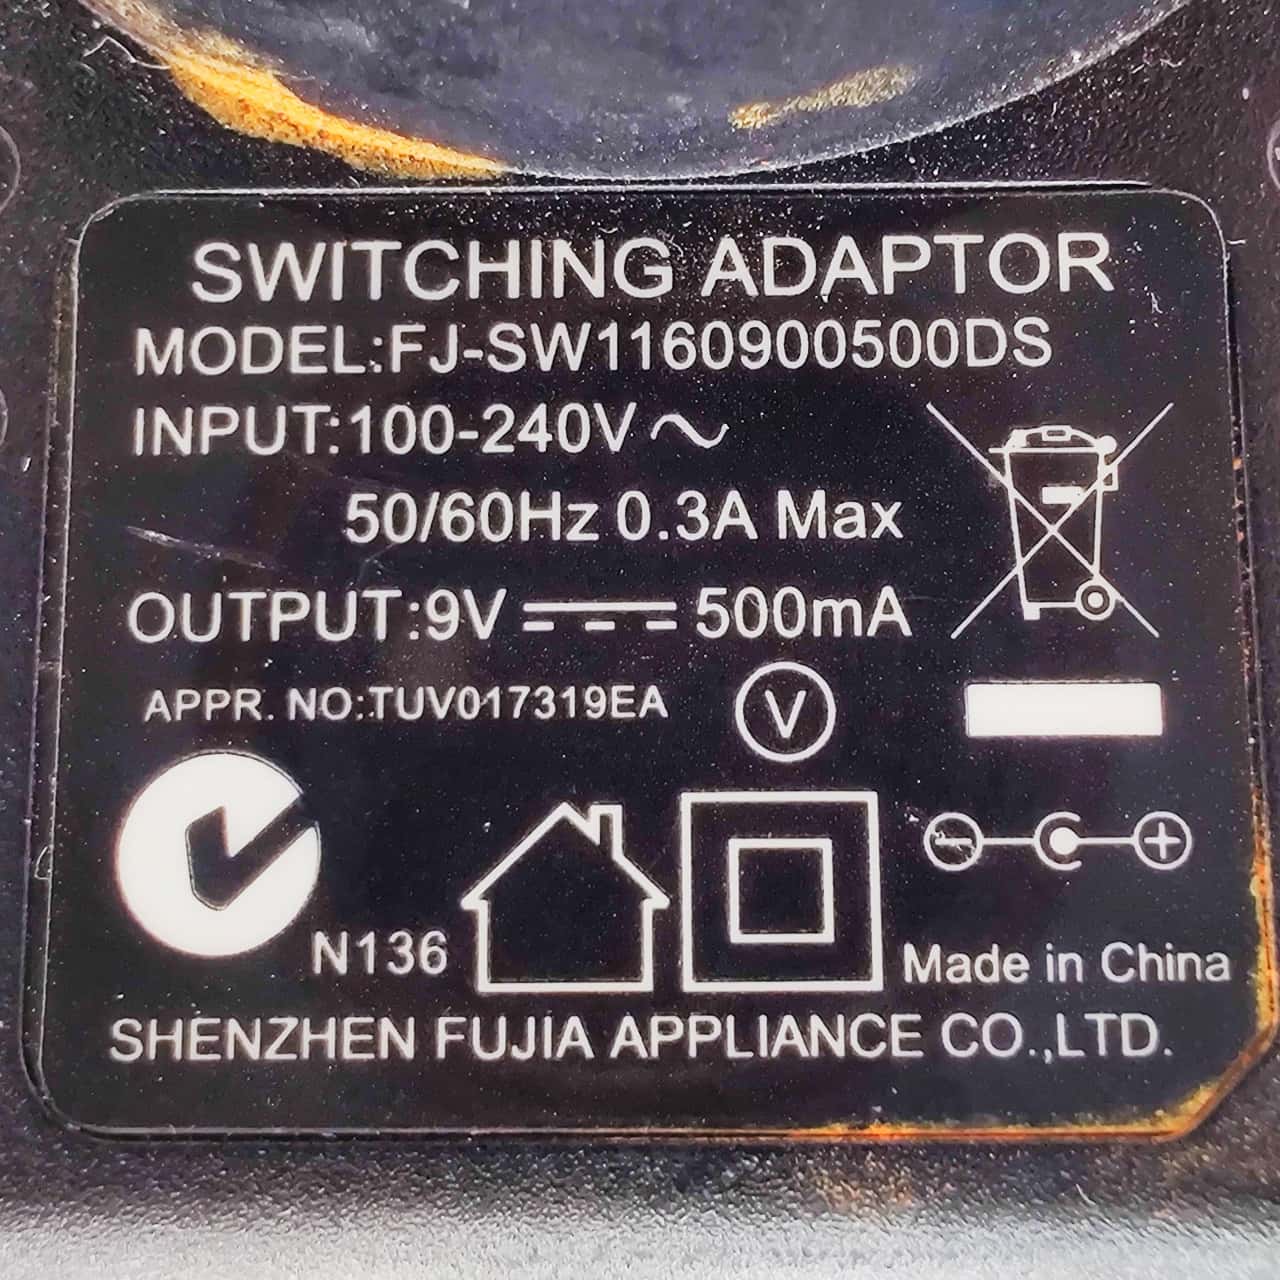 SWITCHING ADAPTOR
MODEL:FJ-SW1160900500DS
INPUT:100-240V~
50/60Hz 0.3A Max
OUTPUT:9V⎓500mA
APPR. NO:TUV017319EA
V
N136
Made in China
SHENZHEN FUJIA APPLIANCE CO.,LTD.